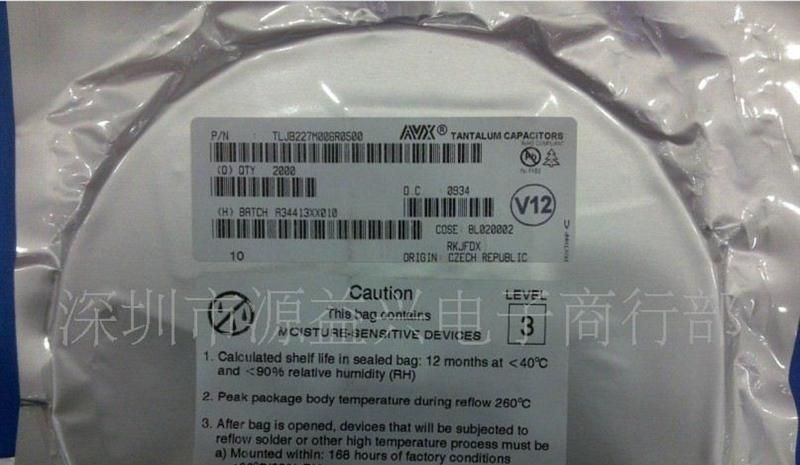 P/N : TLJB227M006R0500
AVX® TANTALUM CAPACITORS
RoHS COMPLIANT
(Q) QTY 2000
D.C : 0934
V12
(H) BATCH A34413XX010
COSE: BL020002
RKJFDX
10
ORIGIN: CZECH REPUBLIC
Caution
LEVEL
This bag contains
3
MOISTURE-SENSITIVE DEVICES
深圳市源益兴电子商行部
1. Calculated shelf life in sealed bag: 12 months at <40°C
and <90% relative humidity (RH)
2. Peak package body temperature during reflow 260°C
3. After bag is opened, devices that will be subjected to
reflow solder or other high temperature process must be
a) Mounted within: 168 hours of factory conditions